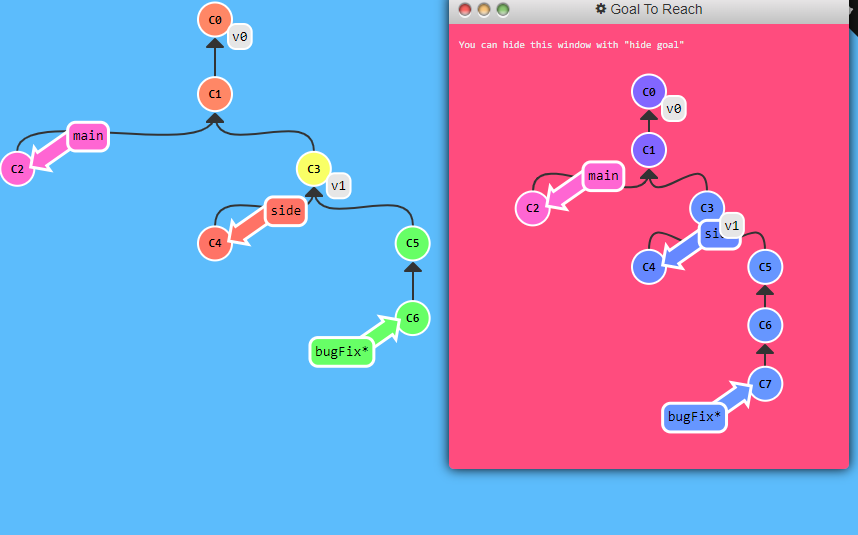 C0
v0
C1
main
C2
C3
v1
side
C4
C5
C6
bugFix*
Goal To Reach
You can hide this window with "hide goal"
C0
v0
C1
main
C2
C3
v1
C4
C5
C6
C7
bugFix*